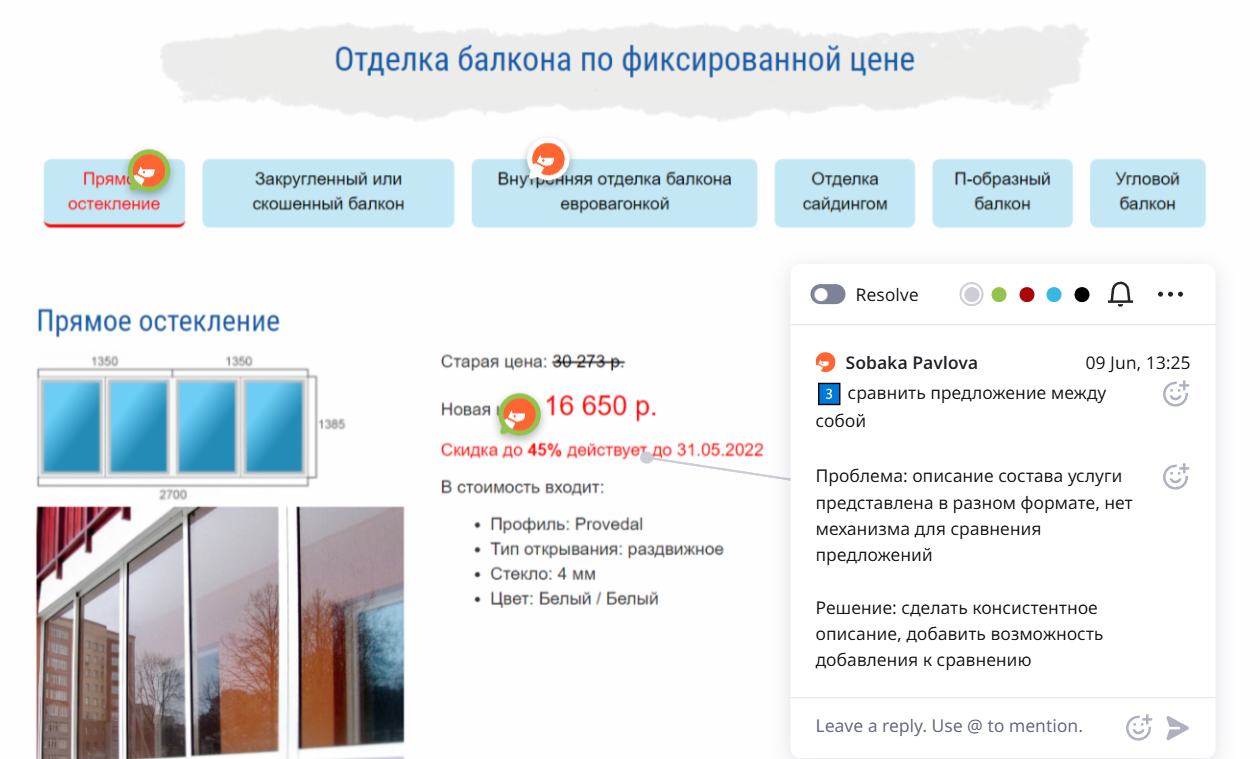 Отделка балкона по фиксированной цене
Закругленный или
Внутренняя отделка балкона
Отделка
П-образный
Угловой
остекление
скошенный балкон
евровагонкой
сайдингом
балкон
балкон
Прямое остекление
1350
1350
1385
2700
Старая цена: 30 273 р.
Новая
16 650 р.
Скидка до 45% действует до 31.05.2022
В стоимость входит:
• Профиль: Provedal
• Тип открывания: раздвижное
• Стекло: 4 мм
• Цвет: Белый / Белый
Resolve
Sobaka Pavlova
09 Jun, 13:25
3 сравнить предложение между
собой
Проблема: описание состава услуги
представлена в разном формате, нет
механизма для сравнения
предложений
Решение: сделать консистентное
описание, добавить возможность
добавления к сравнению
Leave a reply. Use @ to mention.